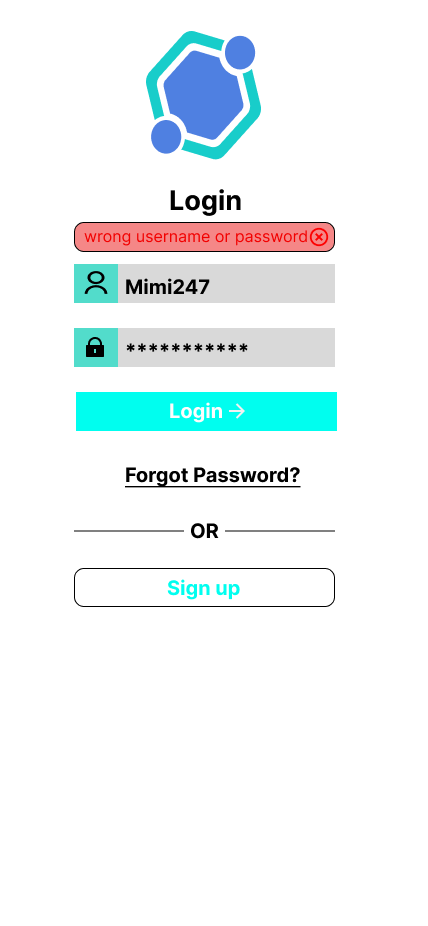 Login
wrong username or password
Mimi247
***********
Login →
Forgot Password?
OR
Sign up